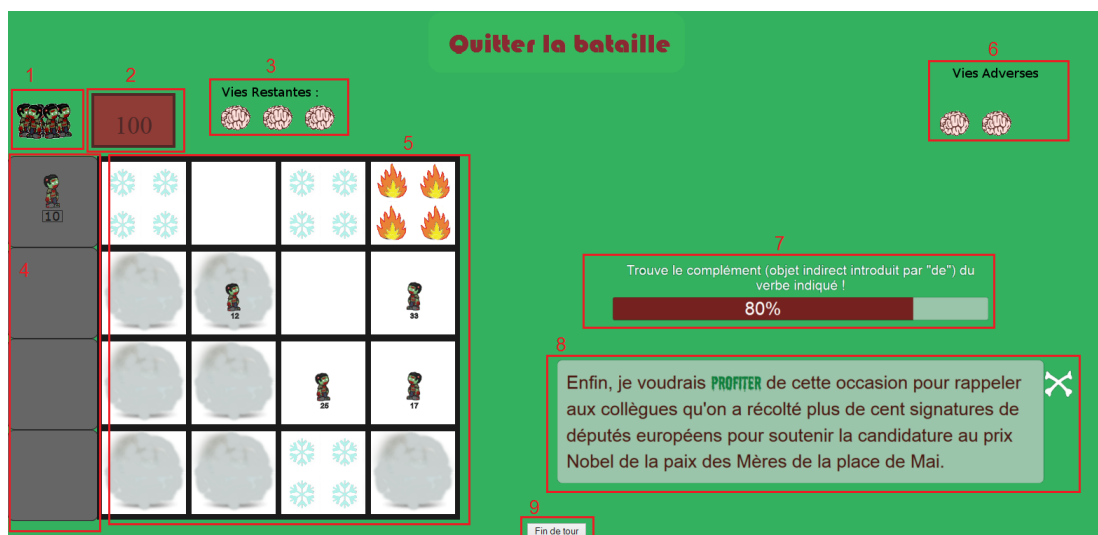 Quitter la bataille
1
2
3
6
Vies Restantes :
Vies Adverses
100
5
10
4
12
33
7
Trouve le complément (objet indirect introduit par "de") du
verbe indiqué !
80%
25
17
8
Enfin, je voudrais PROFITER de cette occasion pour rappeler
aux collègues qu'on a récolté plus de cent signatures de
députés européens pour soutenir la candidature au prix
Nobel de la paix des Mères de la place de Mai.
9
Fin de tour